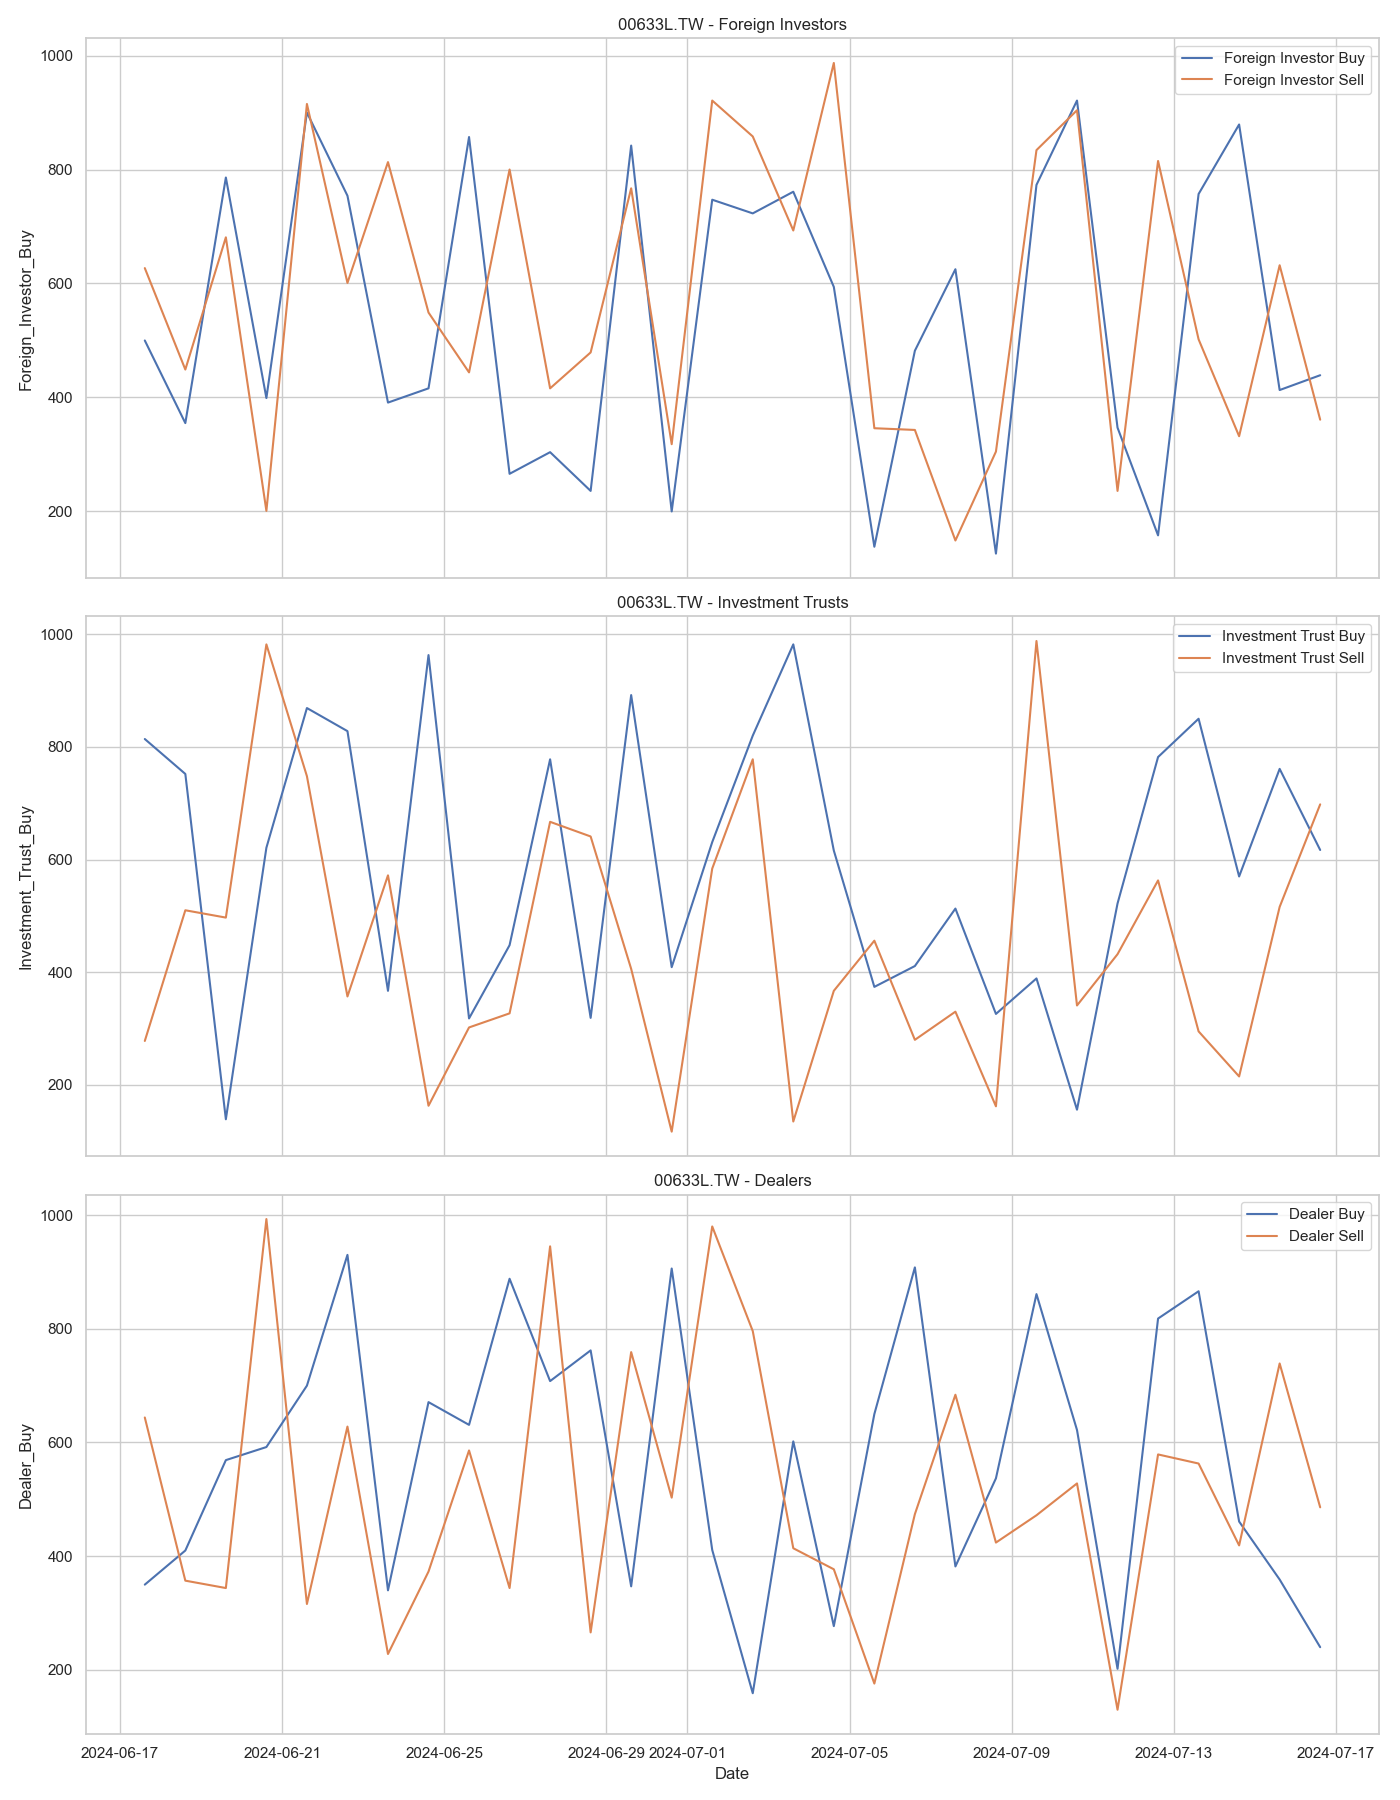 00633L.TW - Foreign Investors
Foreign_Investor_Buy
1000
800
600
400
200
Foreign Investor Buy
Foreign Investor Sell
00633L.TW - Investment Trusts
Investment_Trust_Buy
1000
800
600
400
200
Investment Trust Buy
Investment Trust Sell
00633L.TW - Dealers
Dealer_Buy
1000
800
600
400
200
Dealer Buy
Dealer Sell
2024-06-17 2024-06-21 2024-06-25 2024-06-29 2024-07-01 2024-07-05 2024-07-09 2024-07-13 2024-07-17
Date